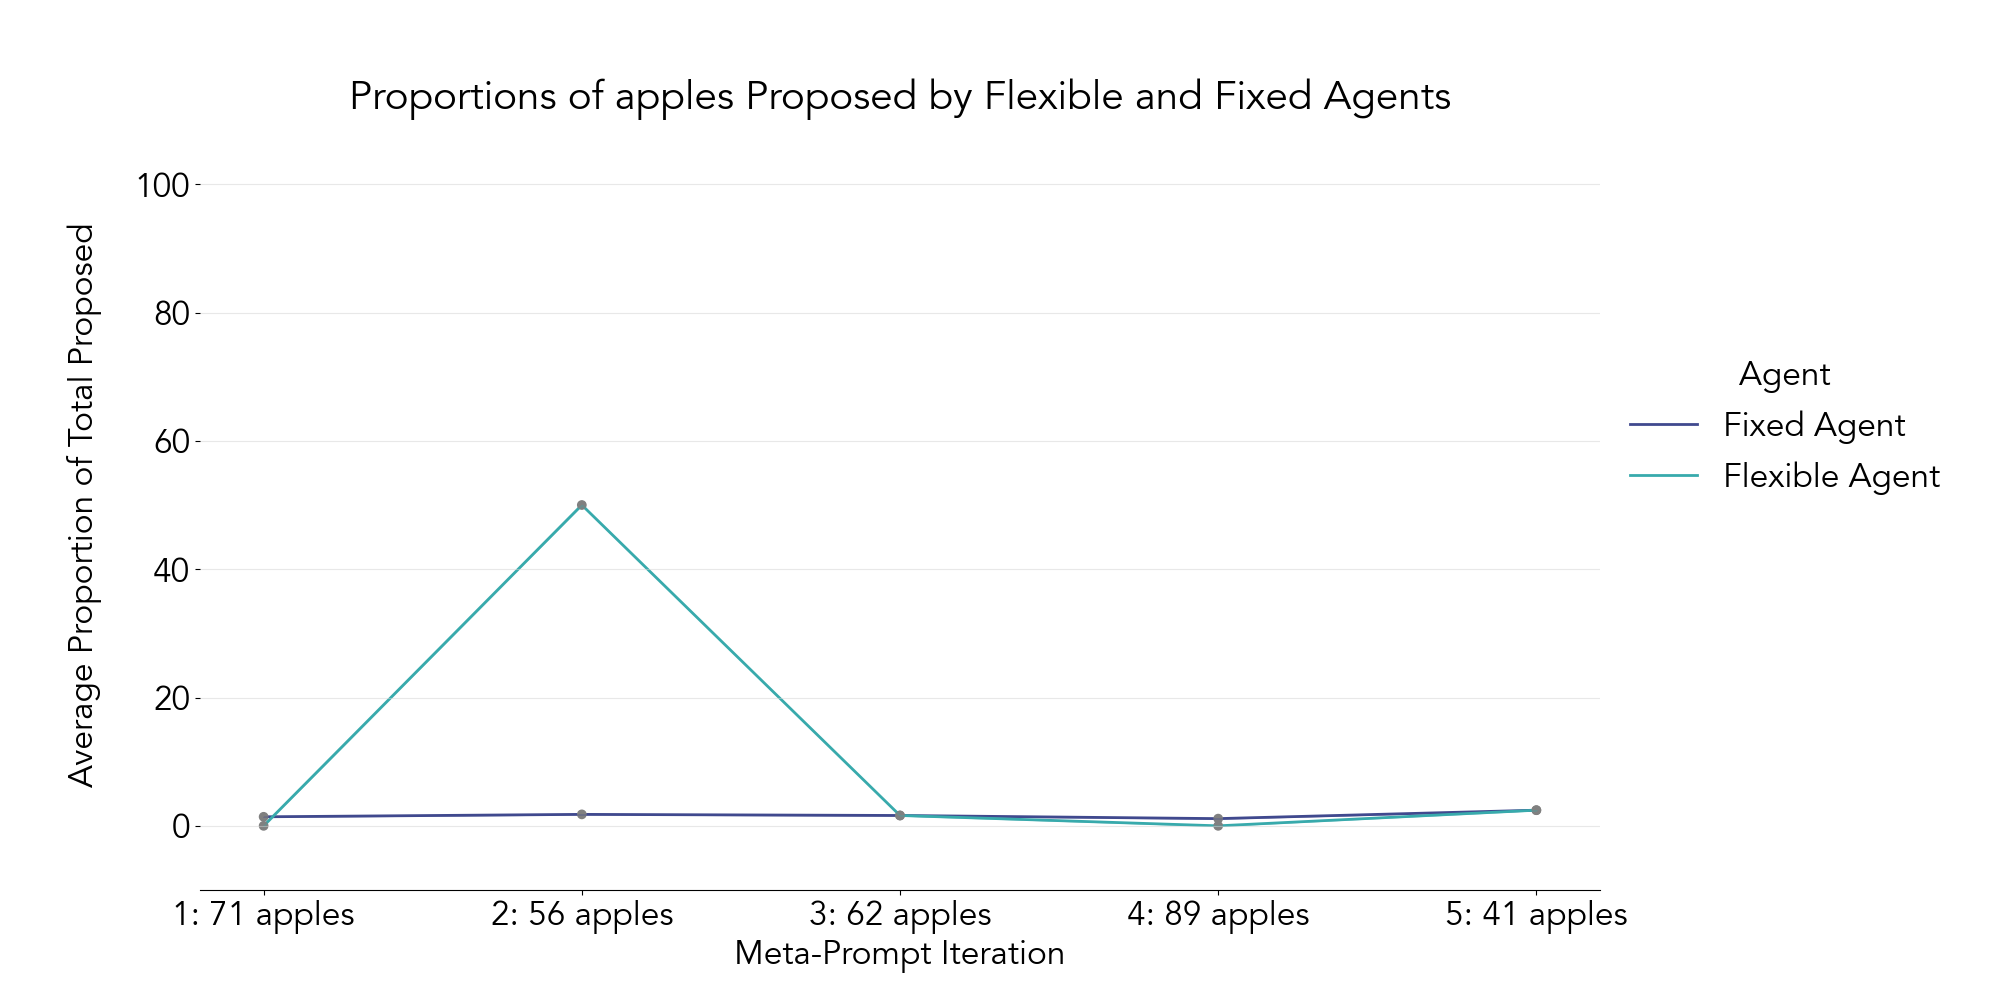 Proportions of apples Proposed by Flexible and Fixed Agents
Average Proportion of Total Proposed
100
80
60
40
20
0
1: 71 apples
2: 56 apples
3: 62 apples
4: 89 apples
5: 41 apples
Meta-Prompt Iteration
Agent
Fixed Agent
Flexible Agent